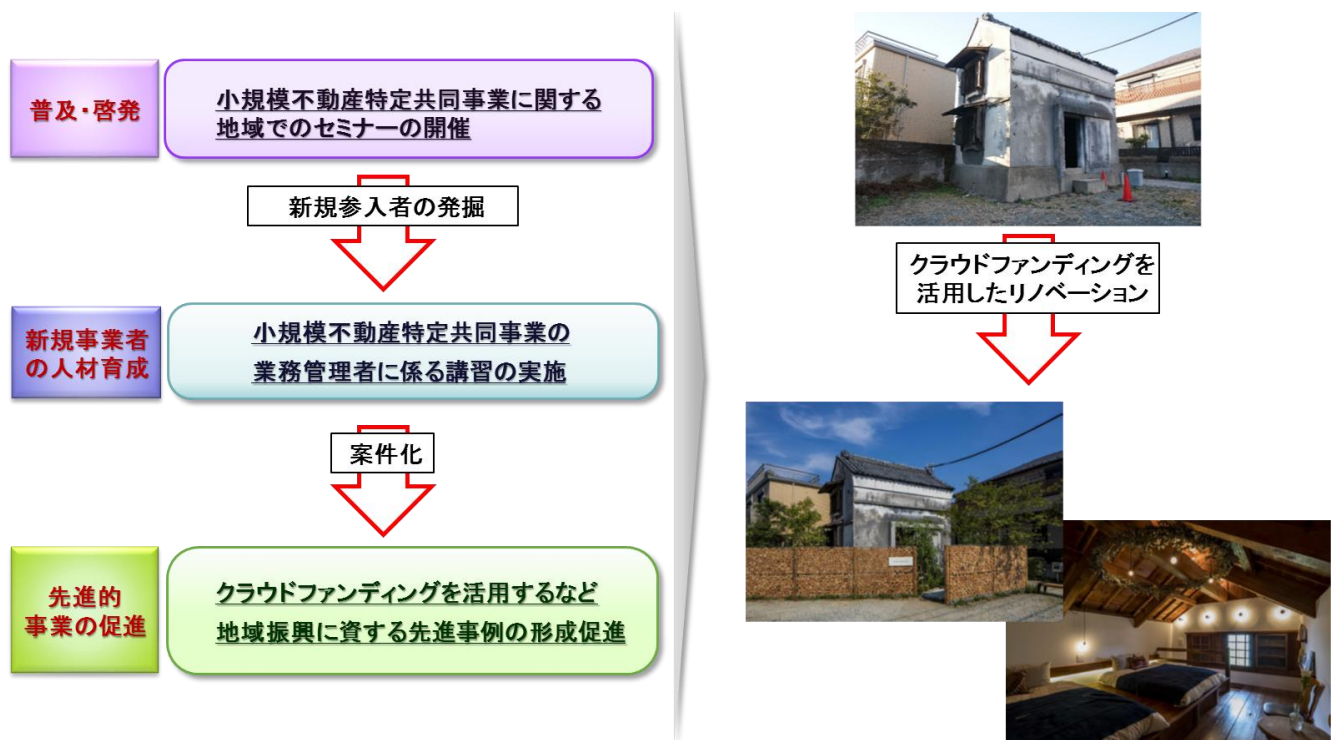 普及・啓発
小規模不動産特定共同事業に関する
地域でのセミナーの開催
新規参入者の発掘
新規事業者
の人材育成
小規模不動産特定共同事業の
業務管理者に係る講習の実施
案件化
先進的
事業の促進
クラウドファンディングを活用するなど
地域振興に資する先進事例の形成促進
クラウドファンディングを
活用したリノベーション